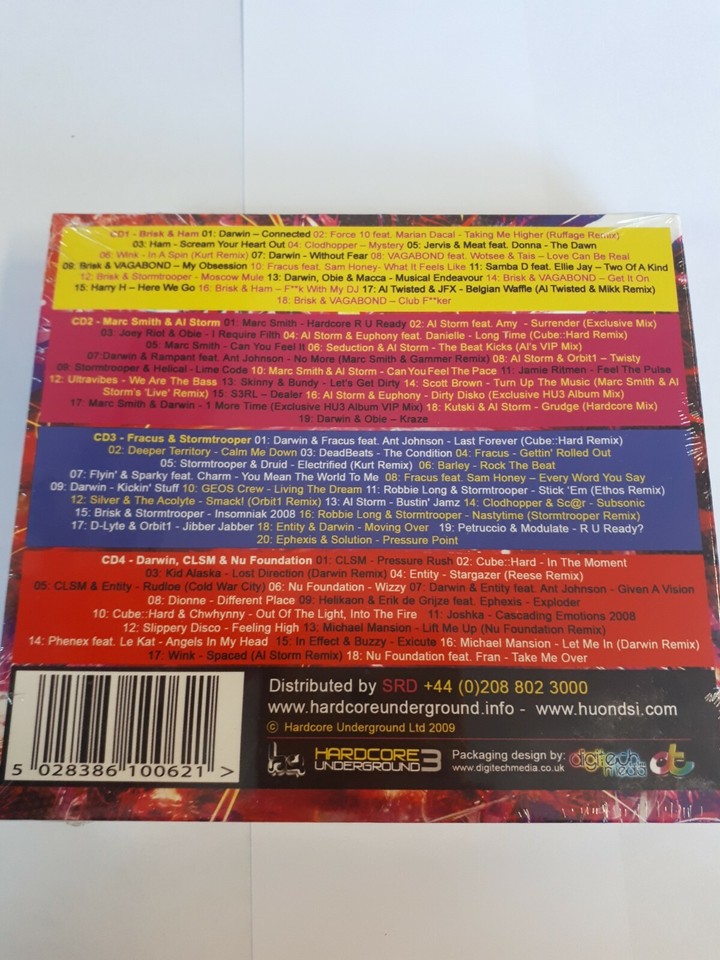 CD1 - Brisk & Ham 01: Darwin – Connected 02: Force 10 feat. Marian Dacal - Taking Me Higher (Ruffage Remix)
03: Ham - Scream Your Heart Out 04: Clodhopper – Mystery 05: Jervis & Meat feat. Donna - The Dawn
06: Wink - In A Spin (Kurt Remix) 07: Darwin - Without Fear 08: VAGABOND feat. Wotsee & Tais – Love Can Be Real
09: Brisk & VAGABOND – My Obsession 10: Fracus feat. Sam Honey- What It Feels Like 11: Samba D feat. Ellie Jay – Two Of A Kind
12: Brisk & Stormtrooper - Moscow Mule 13: Darwin, Obie & Macca - Musical Endeavour 14: Brisk & VAGABOND – Get It On
15: Harry H – Here We Go 16: Brisk & Ham – F**k With My DJ 17: Al Twisted & JFX - Belgian Waffle (Al Twisted & Mikk Remix)
18: Brisk & VAGABOND – Club F**ker
CD2 - Marc Smith & Al Storm 01: Marc Smith - Hardcore R U Ready 02: Al Storm feat. Amy - Surrender (Exclusive Mix)
03: Joey Riot & Obie - I Require Filth 04: Al Storm & Euphony feat. Danielle - Long Time (Cube::Hard Remix)
05: Marc Smith - Can You Feel It 06: Seduction & Al Storm - The Beat Kicks (Al's VIP Mix)
07:Darwin & Rampant feat. Ant Johnson - No More (Marc Smith & Gammer Remix) 08: Al Storm & Orbit1 – Twisty
09: Stormtrooper & Helical - Lime Code 10: Marc Smith & Al Storm - Can You Feel The Pace 11: Jamie Ritmen - Feel The Pulse
12: Ultravibes - We Are The Bass 13: Skinny & Bundy - Let's Get Dirty 14: Scott Brown - Turn Up The Music (Marc Smith & Al
Storm's 'Live' Remix) 15: S3RL – Dealer 16: Al Storm & Euphony - Dirty Disko (Exclusive HU3 Album Mix)
17: Marc Smith & Darwin - 1 More Time (Exclusive HU3 Album VIP Mix) 18: Kutski & Al Storm - Grudge (Hardcore Mix)
19: Darwin & Obie – Kraze
CD3 - Fracus & Stormtrooper 01: Darwin & Fracus feat. Ant Johnson - Last Forever (Cube::Hard Remix)
02: Deeper Territory - Calm Me Down 03: DeadBeats - The Condition 04: Fracus - Gettin' Rolled Out
05: Stormtrooper & Druid - Electrified (Kurt Remix) 06: Barley - Rock The Beat
07: Flyin' & Sparky feat. Charm - You Mean The World To Me 08: Fracus feat. Sam Honey - Every Word You Say
09: Darwin - Kickin' Stuff 10: GEOS Crew - Living The Dream 11: Robbie Long & Stormtrooper - Stick 'Em (Ethos Remix)
12: Silver & The Acolyte - Smack! (Orbit1 Remix) 13: Al Storm - Bustin' Jamz 14: Clodhopper & Sc@r - Subsonic
15: Brisk & Stormtrooper - Insomniak 2008 16: Robbie Long & Stormtrooper - Nastytime (Stormtrooper Remix)
17: D-Lyte & Orbit1 - Jibber Jabber 18: Entity & Darwin - Moving Over 19: Petruccio & Modulate - R U Ready?
20: Ephexis & Solution - Pressure Point
CD4 - Darwin, CLSM & Nu Foundation 01: CLSM - Pressure Rush 02: Cube::Hard - In The Moment
03: Kid Alaska - Lost Direction (Darwin Remix) 04: Entity - Stargazer (Reese Remix)
05: CLSM & Entity - Rudloe (Cold War City) 06: Nu Foundation - Wizzy 07: Darwin & Entity feat. Ant Johnson - Given A Vision
08: Dionne - Different Place 09: Helikaon & Erik de Grijze feat. Ephexis - Exploder
10: Cube::Hard & Chwhynny - Out Of The Light, Into The Fire 11: Joshka - Cascading Emotions 2008
12: Slippery Disco - Feeling High 13: Michael Mansion - Lift Me Up (Nu Foundation Remix)
14: Phenex feat. Le Kat - Angels In My Head 15: In Effect & Buzzy - Exicute 16: Michael Mansion - Let Me In (Darwin Remix)
17: Wink - Spaced (Al Storm Remix) 18: Nu Foundation feat. Fran - Take Me Over
Distributed by SRD +44 (0)208 802 3000
www.hardcoreunderground.info - www.huondsi.com
© Hardcore Underground Ltd 2009
5 028386 100621 >
HARDCORE UNDERGROUND 3
Packaging design by: digitech media
www.digitechmedia.co.uk